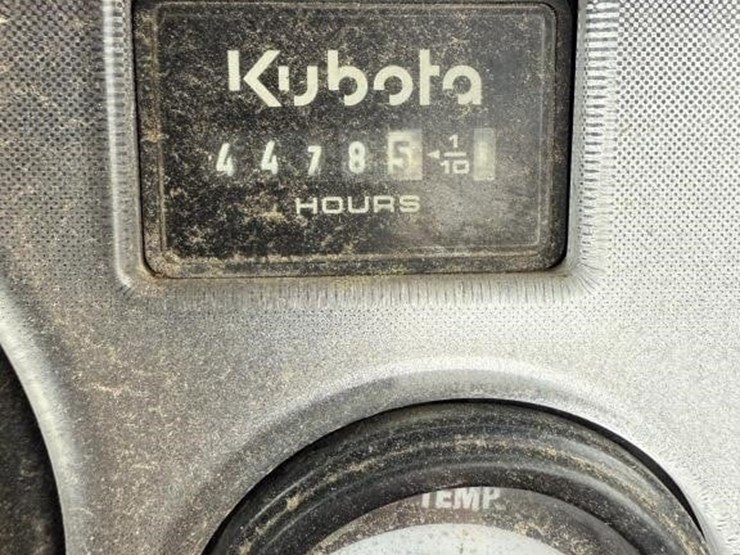 Kubota
4 4 7 8 5 1/10
HOURS
TEMP.